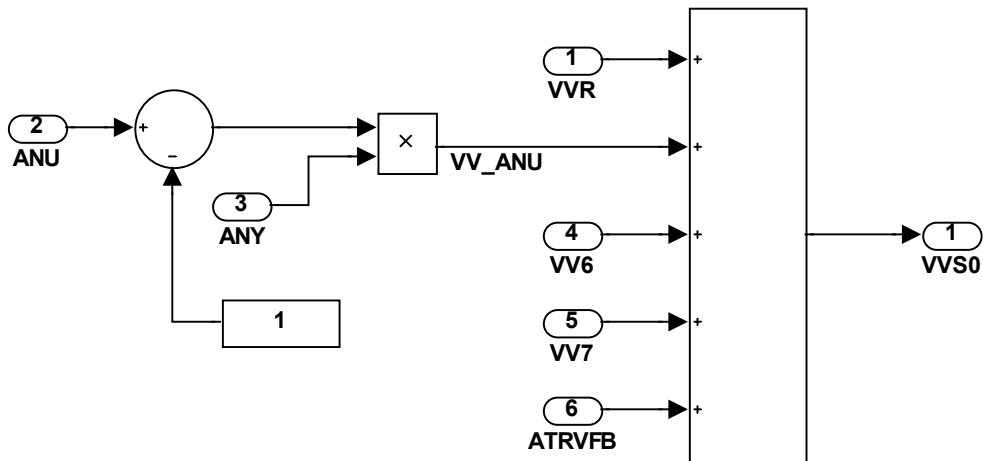 1
VVR
2
ANU
+
−
×
VV_ANU
3
ANY
1
4
VV6
5
VV7
6
ATRVFB
+
+
+
+
+
1
VVS0